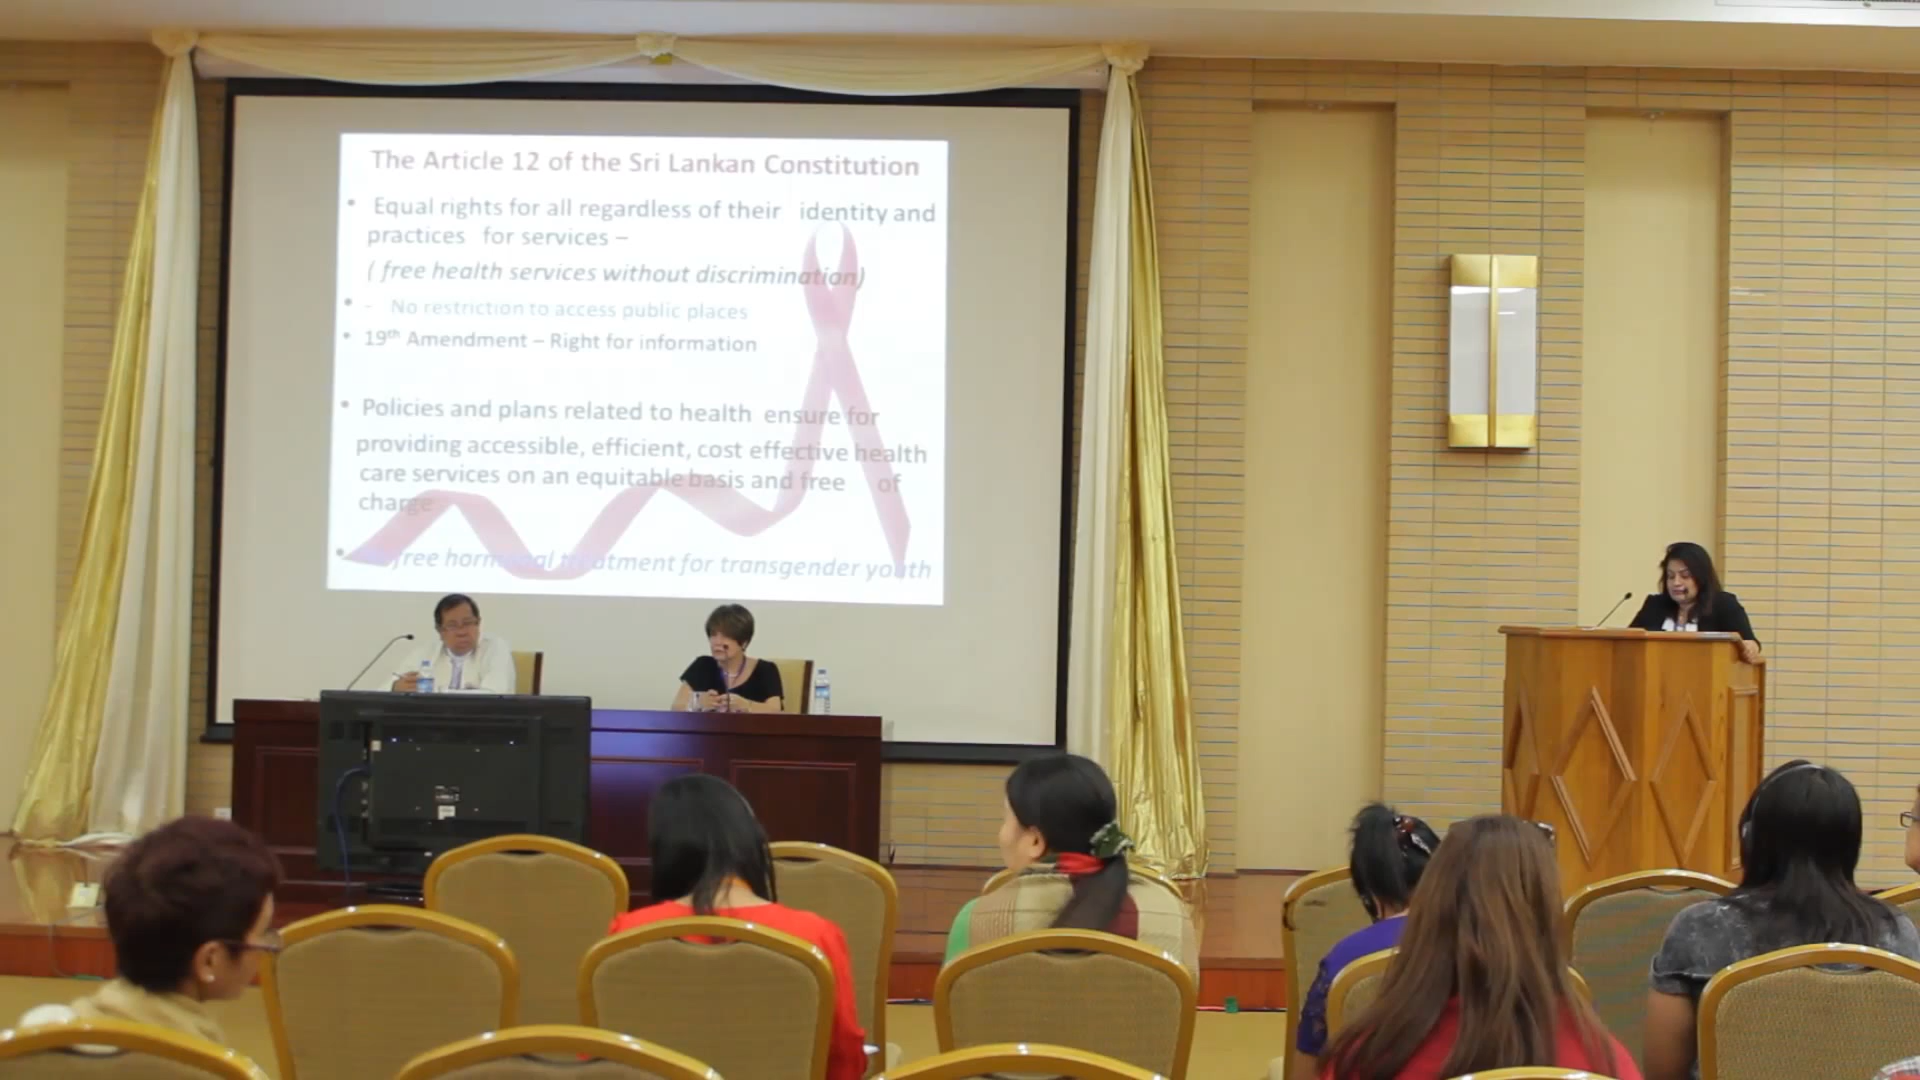 The Article 12 of the Sri Lankan Constitution
• Equal rights for all regardless of their identity and
practices for services –
( free health services without discrimination)
• - No restriction to access public places
• 19th Amendment – Right for information
• Policies and plans related to health ensure for
providing accessible, efficient, cost effective health
care services on an equitable basis and free of
charge
• free hormonal treatment for transgender youth